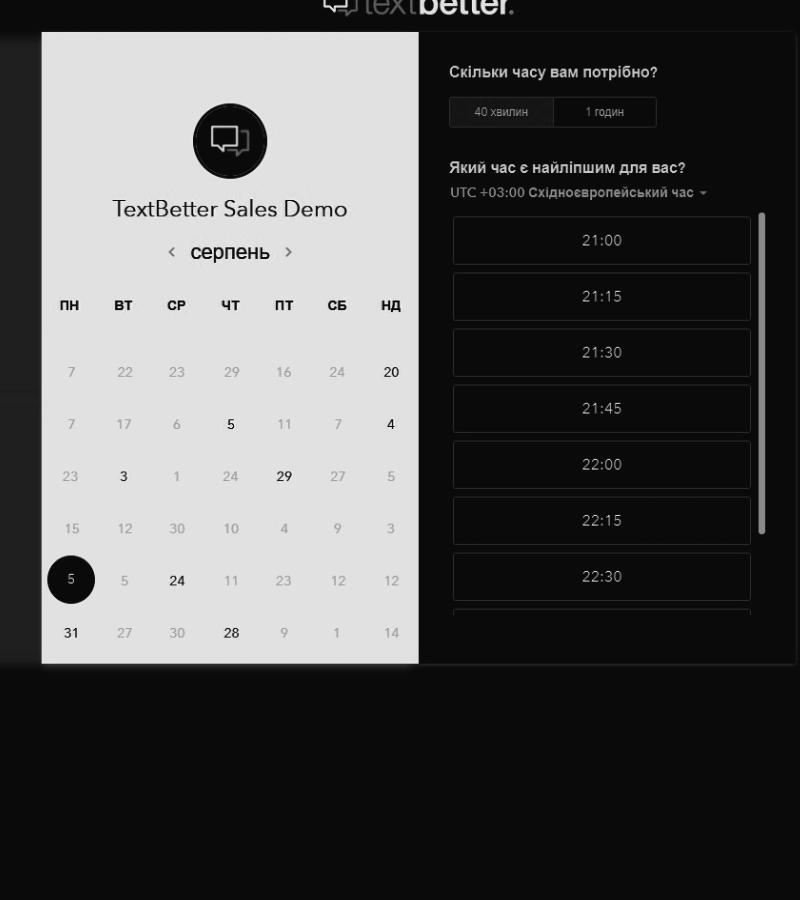 textbetter.
TextBetter Sales Demo
серпень
ПН ВТ СР ЧТ ПТ СБ НД
7 22 23 29 16 24 20
7 17 6 5 11 7 4
23 3 1 24 29 27 5
15 12 30 10 4 9 3
5 5 24 11 23 12 12
31 27 30 28 9 1 14
Скільки часу вам потрібно?
40 хвилин 1 годин
Який час є найліпшим для вас?
UTC +03:00 Східноєвропейський час
21:00
21:15
21:30
21:45
22:00
22:15
22:30